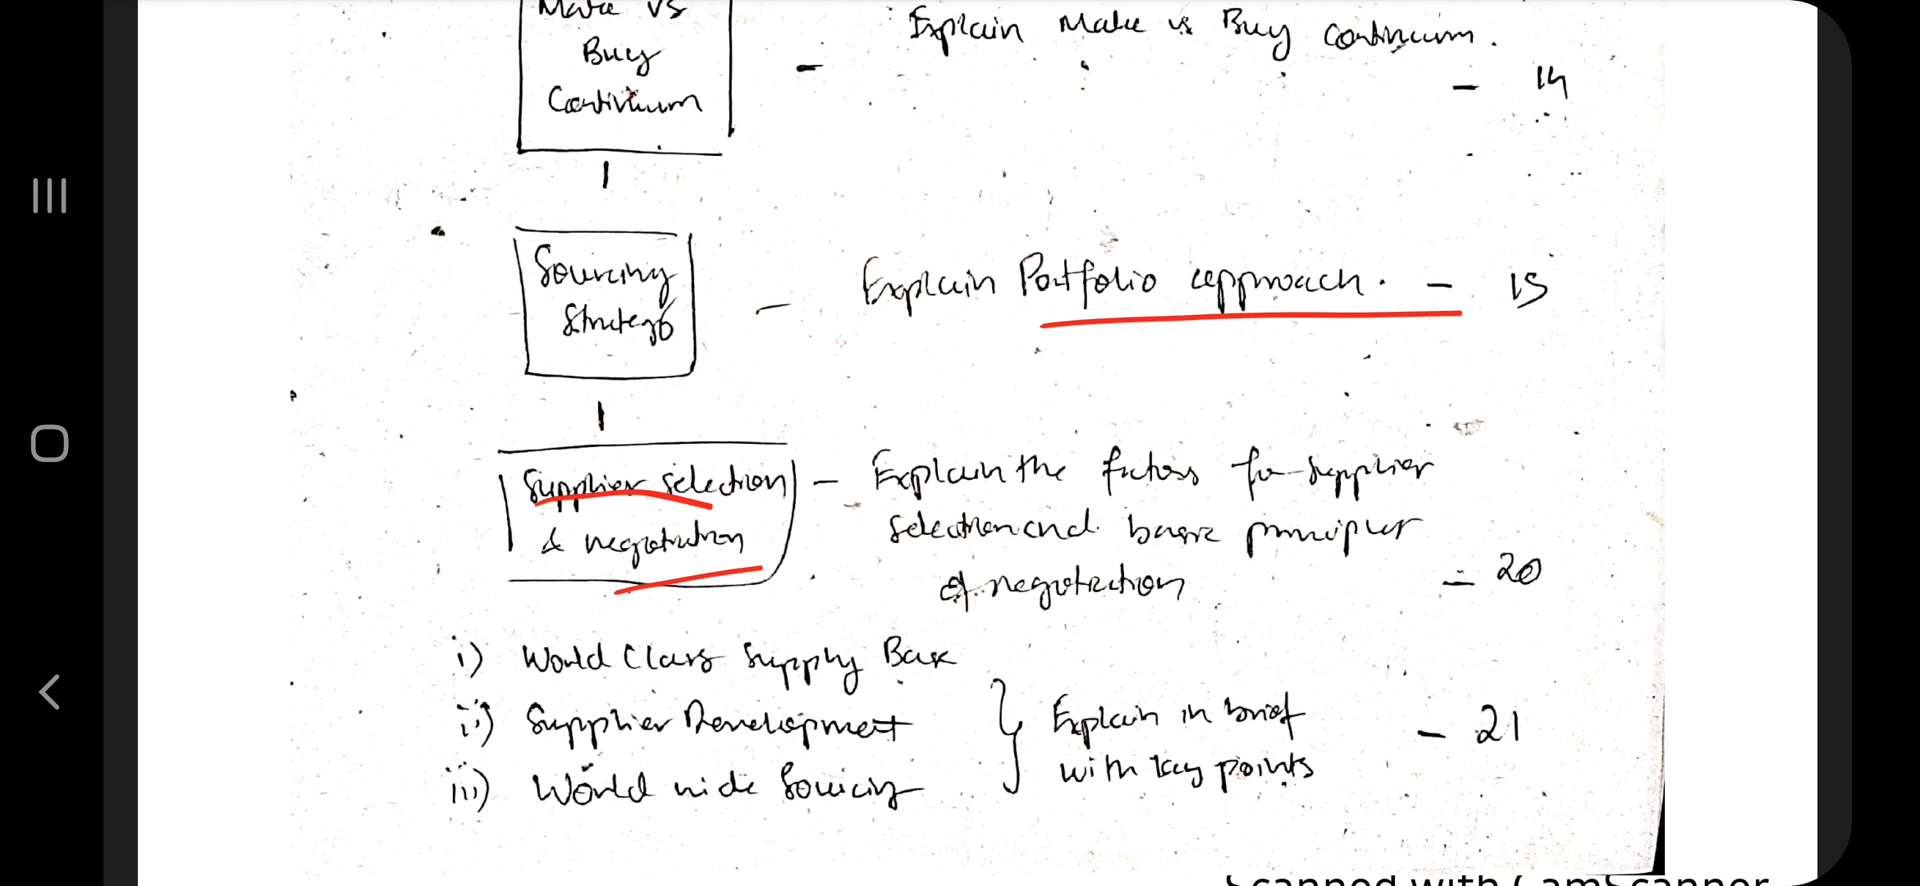 Make vs
Buy
Continuum
- Explain Make vs Buy continuum.
- 14
Sourcing
Strategy
- Explain Portfolio approach. - 15
Supplier selection
& negotiation
- Explain the factors for supplier
selection and basic principles
of negotiation
- 20
i) World Class Supply Base
ii) Supplier Development
iii) World wide Sourcing
Explain in brief
with key points
- 21
Scanned with CamScanner